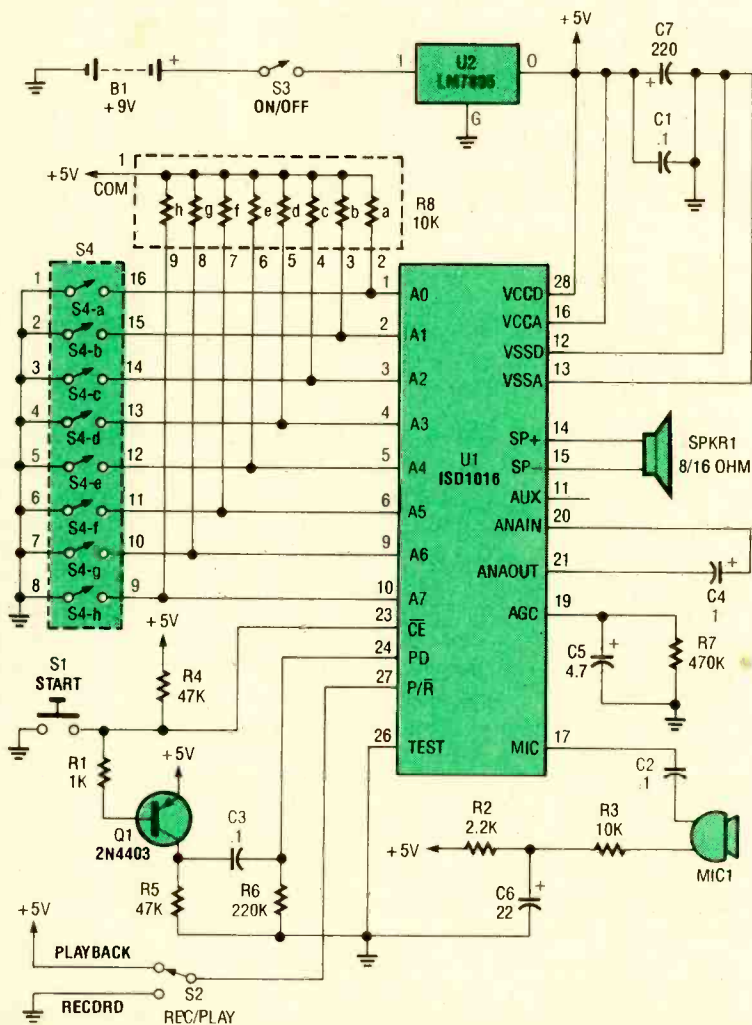 +5V
C7
220
+
B1
+9V
+
S3
ON/OFF
1
U2
LM7805
O
G
C1
.1
+5V
1
COM
h
g
f
e
d
c
b
a
R8
10K
9
8
7
6
5
4
3
2
S4
1
S4-a
16
2
S4-b
15
3
S4-c
14
4
S4-d
13
5
S4-e
12
6
S4-f
11
7
S4-g
10
8
S4-h
9
1
A0
2
A1
3
A2
4
A3
5
A4
6
A5
9
A6
10
A7
23
CE
24
PD
27
P/R
26
TEST
U1
ISD1016
VCCD
28
VCCA
16
VSSD
12
VSSA
13
SP+
14
SP−
15
AUX
11
ANAIN
20
ANAOUT
21
AGC
19
MIC
17
SPKR1
8/16 OHM
+
C4
1
C5
4.7
+
R7
470K
C2
.1
MIC1
S1
START
+5V
R4
47K
R1
1K
+5V
Q1
2N4403
C3
.1
R5
47K
R6
220K
+5V
R2
2.2K
R3
10K
C6
22
+
+5V
PLAYBACK
RECORD
S2
REC/PLAY